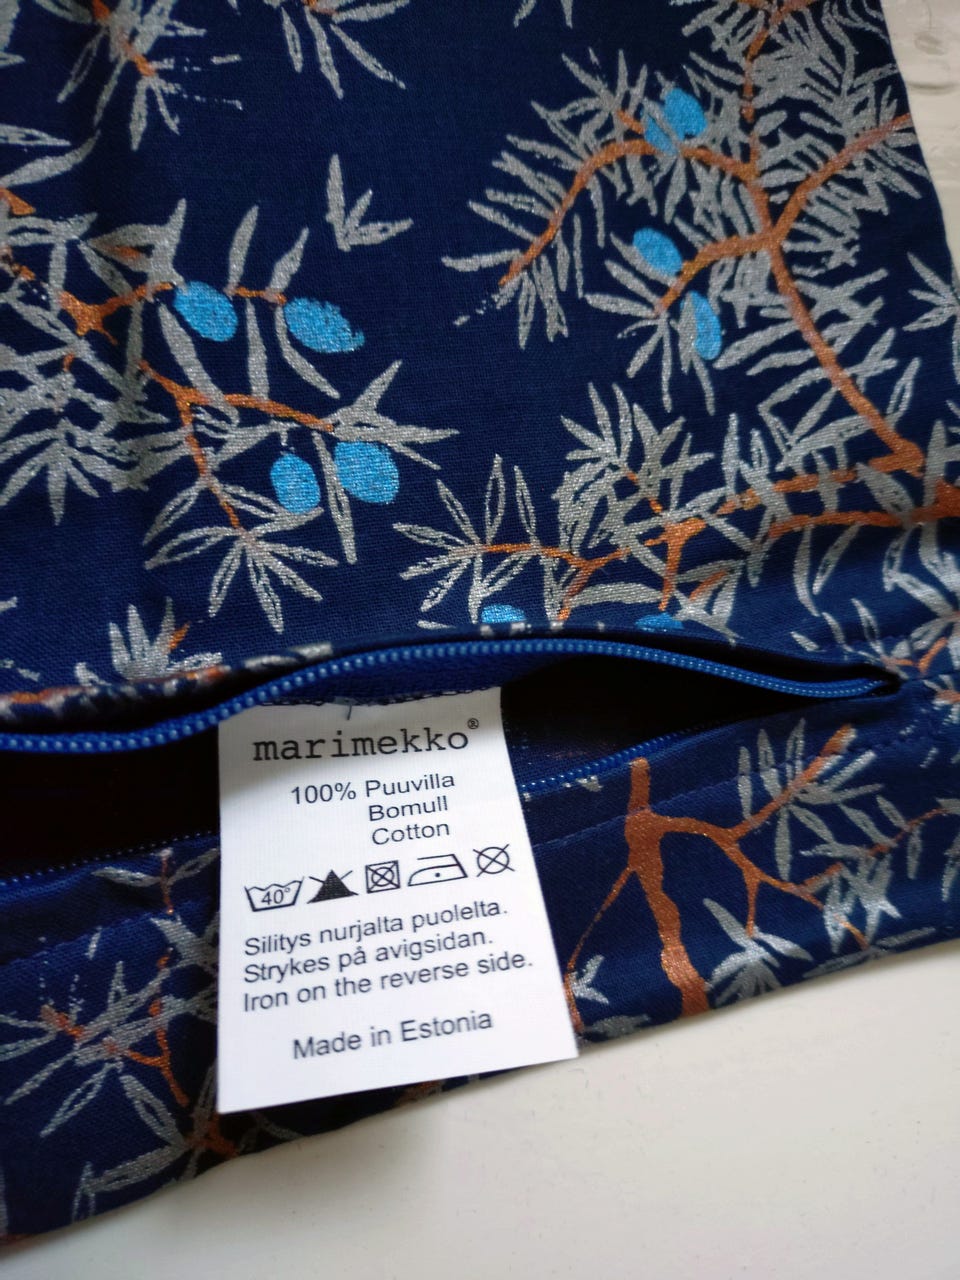 marimekko®
100% Puuvilla
Bomull
Cotton
40°
Silitys nurjalta puolelta.
Strykes på avigsidan.
Iron on the reverse side.
Made in Estonia